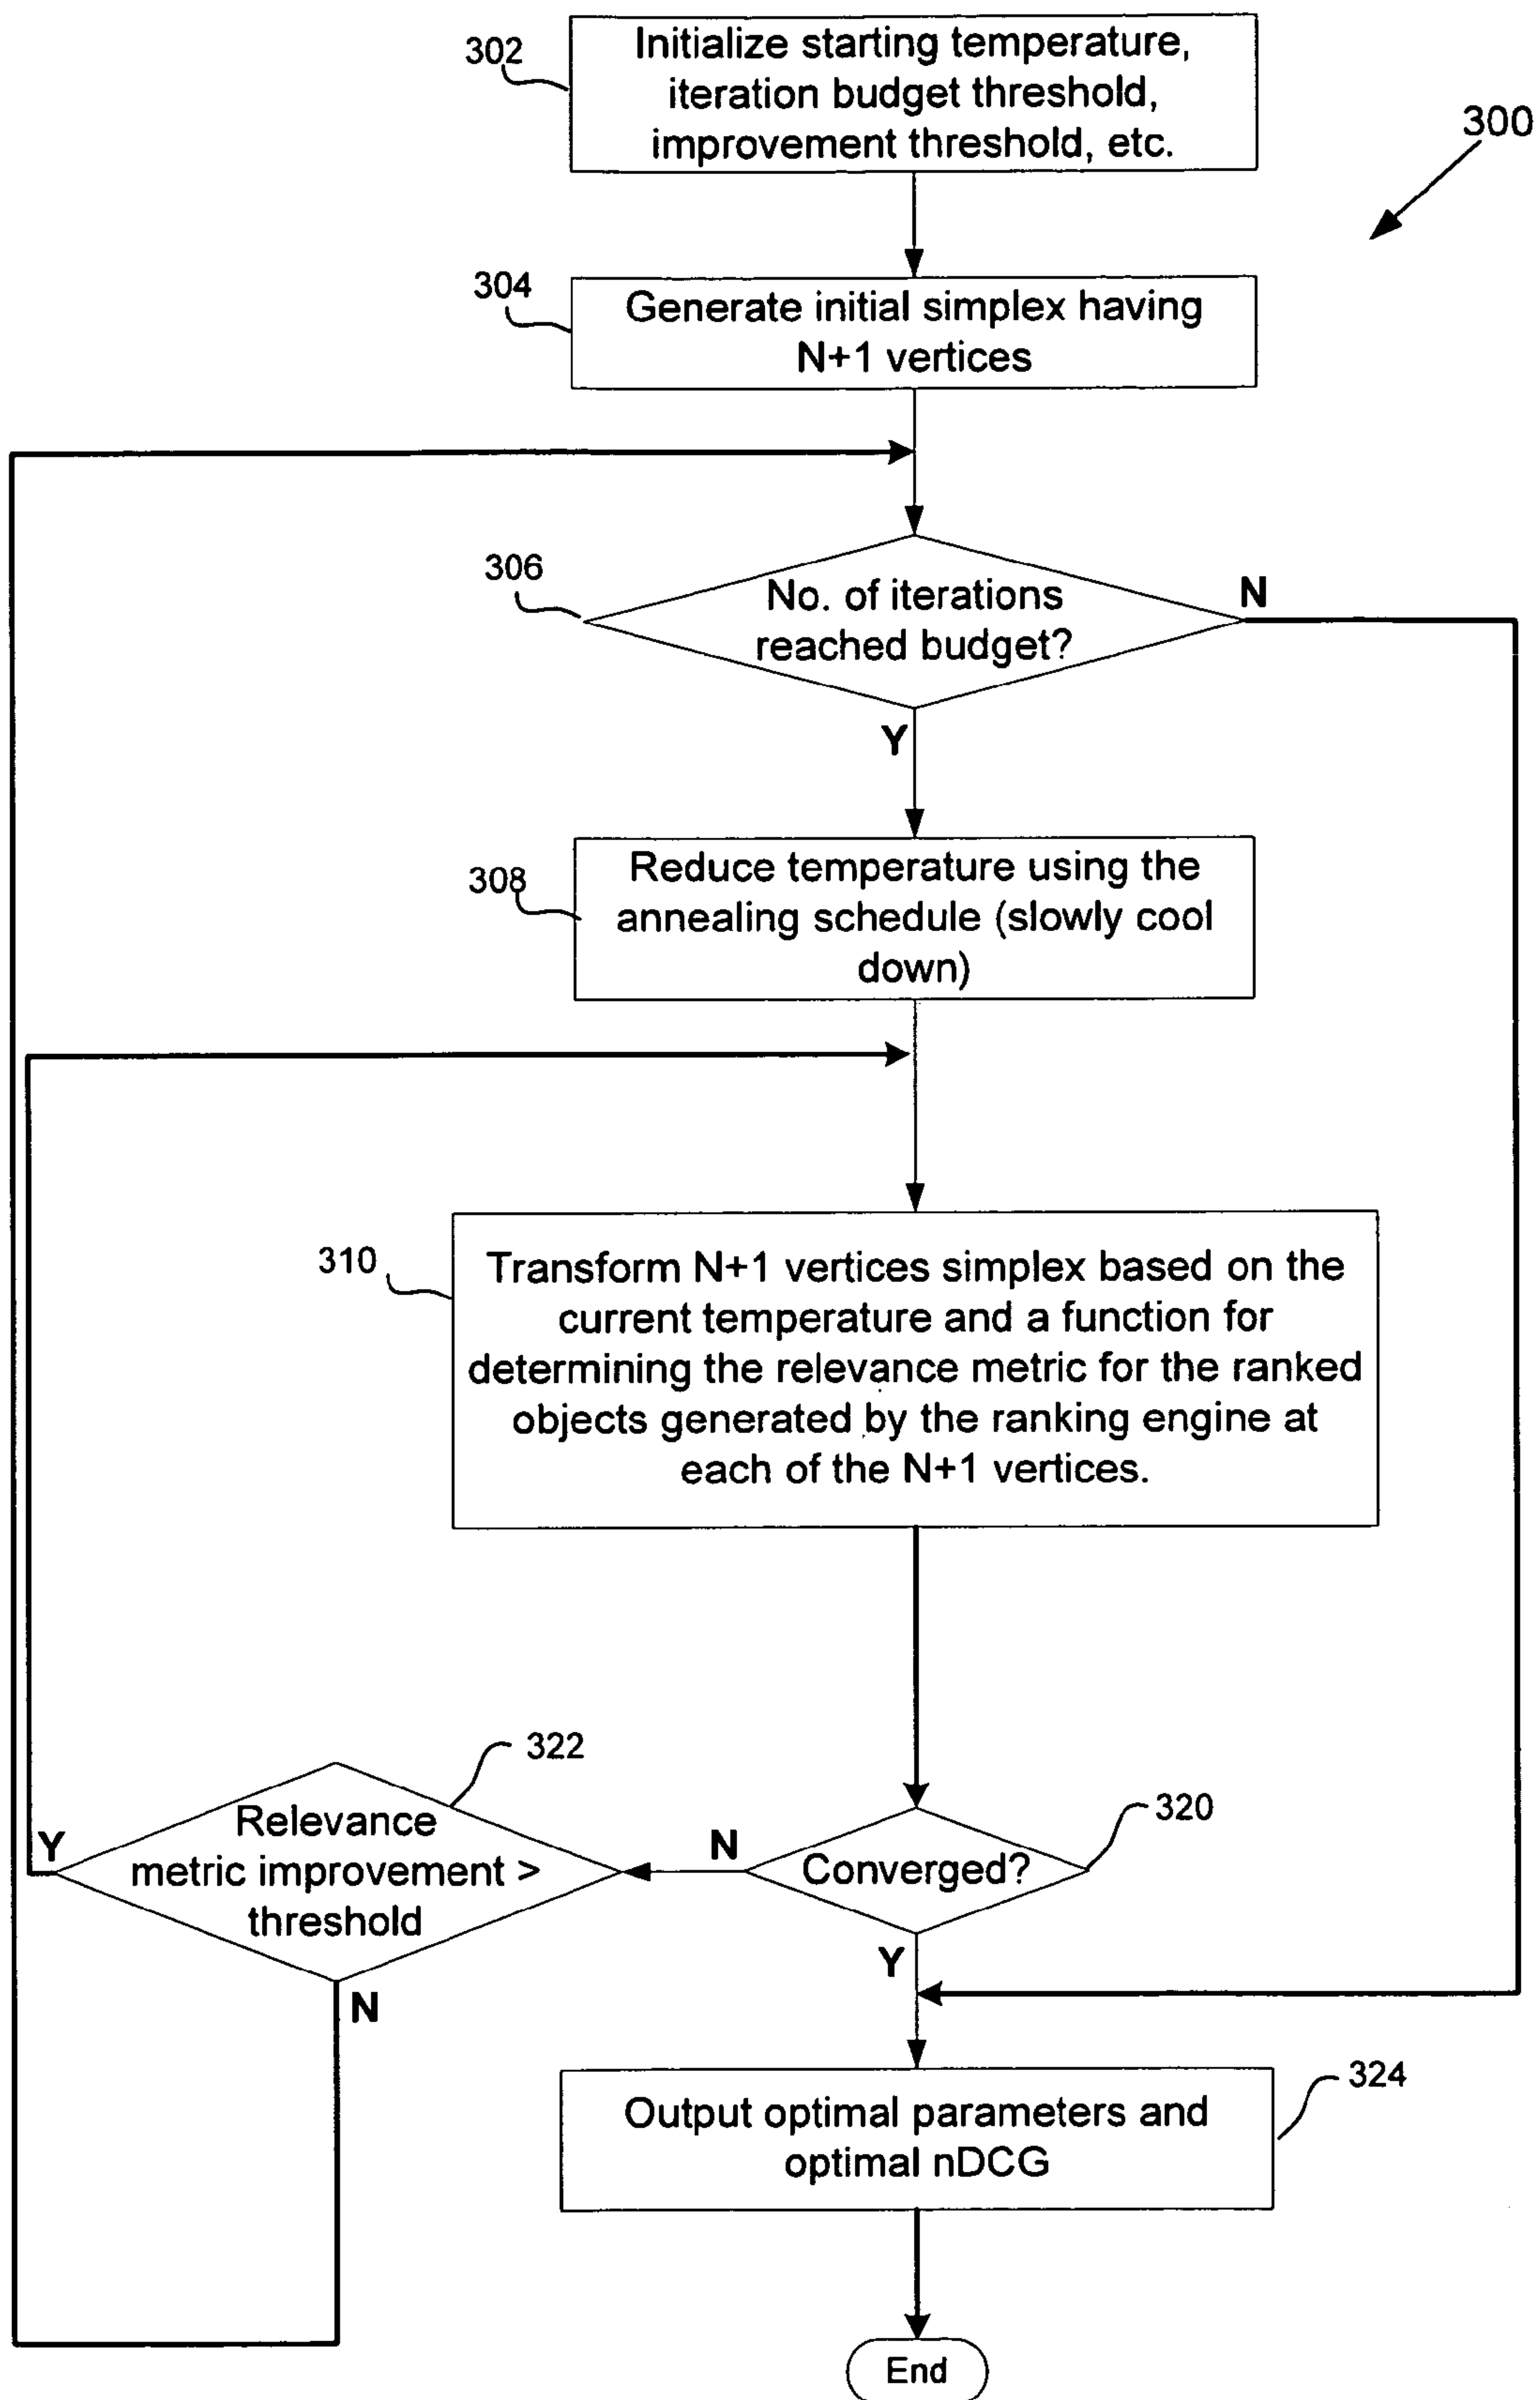 302
Initialize starting temperature,
iteration budget threshold,
improvement threshold, etc.
300
304
Generate initial simplex having
N+1 vertices
306
No. of iterations
reached budget?
N
Y
308
Reduce temperature using the
annealing schedule (slowly cool
down)
310
Transform N+1 vertices simplex based on the
current temperature and a function for
determining the relevance metric for the ranked
objects generated by the ranking engine at
each of the N+1 vertices.
322
Relevance
metric improvement >
threshold
Y
N
N
320
Converged?
Y
324
Output optimal parameters and
optimal nDCG
End